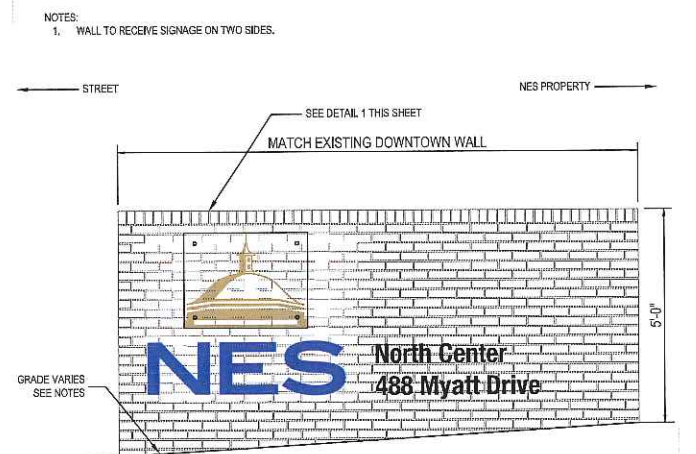 NOTES:
1. WALL TO RECEIVE SIGNAGE ON TWO SIDES.
STREET
NES PROPERTY
SEE DETAIL 1 THIS SHEET
MATCH EXISTING DOWNTOWN WALL
5'-0"
NES
North Center
488 Myatt Drive
GRADE VARIES
SEE NOTES